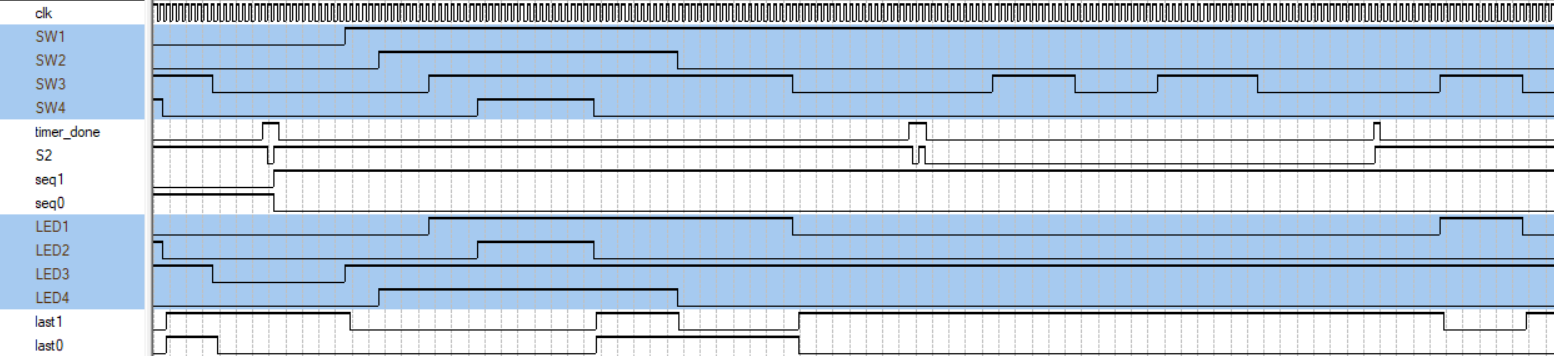 clk
SW1
SW2
SW3
SW4
timer_done
S2
seq1
seq0
LED1
LED2
LED3
LED4
last1
last0